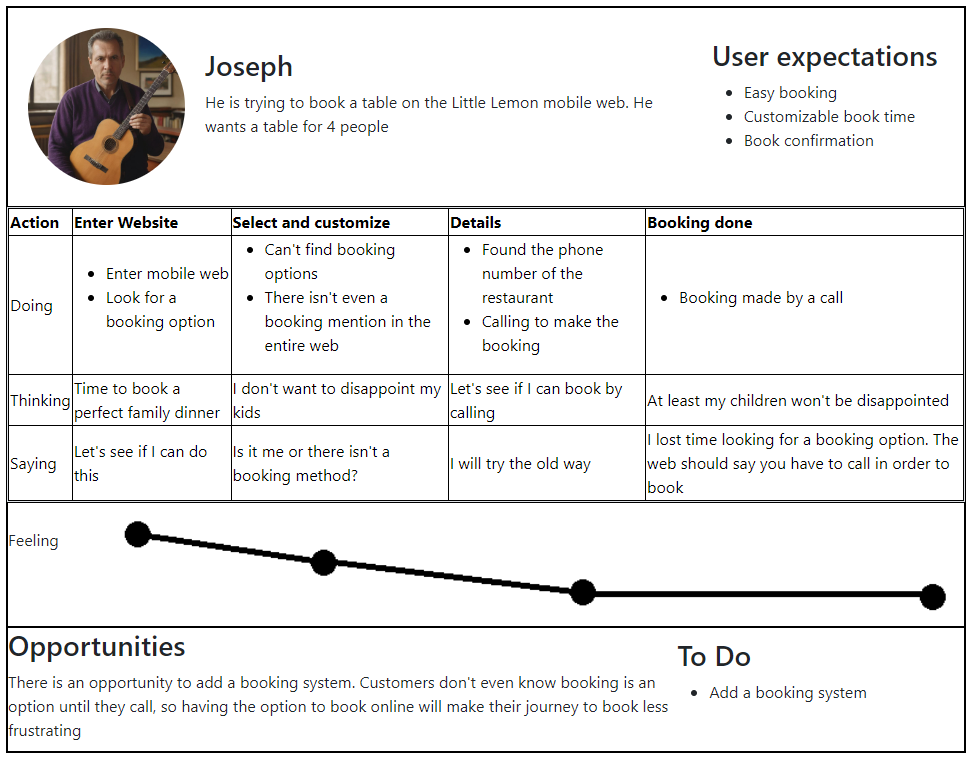 Joseph
He is trying to book a table on the Little Lemon mobile web. He
wants a table for 4 people
User expectations
Easy booking
Customizable book time
Book confirmation
Action
Enter Website
Select and customize
Details
Booking done
Doing
Enter mobile web
Look for a
booking option
Can't find booking
options
There isn't even a
booking mention in the
entire web
Found the phone
number of the
restaurant
Calling to make the
booking
Booking made by a call
Thinking
Time to book a
perfect family dinner
I don't want to disappoint my
kids
Let's see if I can book by
calling
At least my children won't be disappointed
Saying
Let's see if I can do
this
Is it me or there isn't a
booking method?
I will try the old way
I lost time looking for a booking option. The
web should say you have to call in order to
book
Feeling
Opportunities
There is an opportunity to add a booking system. Customers don't even know booking is an
option until they call, so having the option to book online will make their journey to book less
frustrating
To Do
Add a booking system